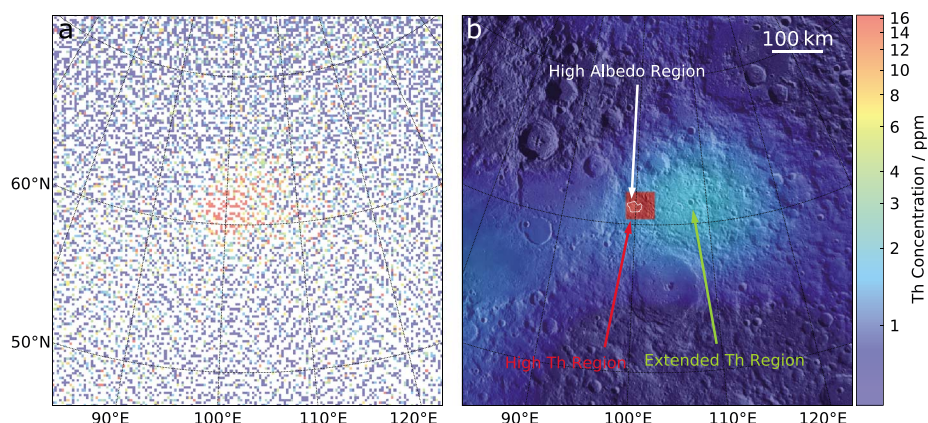 a
b
100 km
High Albedo Region
High Th Region
Extended Th Region
60°N
50°N
90°E
100°E
110°E
120°E
90°E
100°E
110°E
120°E
16
14
12
10
8
6
4
3
2
1
Th Concentration / ppm